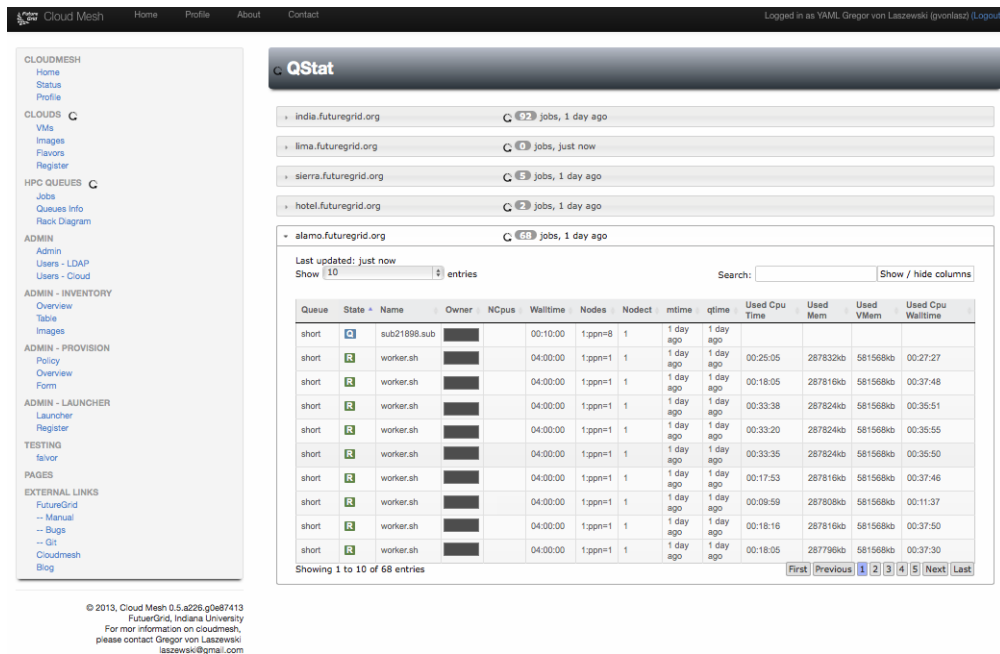 Future Grid Cloud Mesh Home Profile About Contact Logged in as YAML Gregor von Laszewski (gvonlasz) (Logout
CLOUDMESH
Home
Status
Profile
CLOUDS
VMs
Images
Flavors
Register
HPC QUEUES
Jobs
Queues Info
Rack Diagram
ADMIN
Admin
Users - LDAP
Users - Cloud
ADMIN - INVENTORY
Overview
Table
Images
ADMIN - PROVISION
Policy
Overview
Form
ADMIN - LAUNCHER
Launcher
Register
TESTING
faivor
PAGES
EXTERNAL LINKS
FutureGrid
-- Manual
-- Bugs
-- Git
Cloudmesh
Blog
© 2013, Cloud Mesh 0.5.a226.g0e87413
FutuerGrid, Indiana University
For mor information on cloudmesh,
please contact Gregor von Laszewski
laszewski@gmail.com
QStat
india.futuregrid.org 92 jobs, 1 day ago
lima.futuregrid.org 0 jobs, just now
sierra.futuregrid.org 5 jobs, 1 day ago
hotel.futuregrid.org 2 jobs, 1 day ago
alamo.futuregrid.org 68 jobs, 1 day ago
Last updated: just now
Show 10 entries Search: Show / hide columns
Queue State Name Owner NCpus Walltime Nodes Nodect mtime qtime Used Cpu Time Used Mem Used VMem Used Cpu Walltime
short Q sub21898.sub 00:10:00 1:ppn=8 1 1 day ago 1 day ago
short R worker.sh 04:00:00 1:ppn=1 1 1 day ago 1 day ago 00:25:05 287832kb 581568kb 00:27:27
short R worker.sh 04:00:00 1:ppn=1 1 1 day ago 1 day ago 00:18:05 287816kb 581568kb 00:37:48
short R worker.sh 04:00:00 1:ppn=1 1 1 day ago 1 day ago 00:33:38 287824kb 581568kb 00:35:51
short R worker.sh 04:00:00 1:ppn=1 1 1 day ago 1 day ago 00:33:20 287824kb 581568kb 00:35:55
short R worker.sh 04:00:00 1:ppn=1 1 1 day ago 1 day ago 00:33:35 287824kb 581568kb 00:35:50
short R worker.sh 04:00:00 1:ppn=1 1 1 day ago 1 day ago 00:17:53 287816kb 581568kb 00:37:46
short R worker.sh 04:00:00 1:ppn=1 1 1 day ago 1 day ago 00:09:59 287808kb 581568kb 00:11:37
short R worker.sh 04:00:00 1:ppn=1 1 1 day ago 1 day ago 00:18:16 287816kb 581568kb 00:37:50
short R worker.sh 04:00:00 1:ppn=1 1 1 day ago 1 day ago 00:18:05 287796kb 581568kb 00:37:30
Showing 1 to 10 of 68 entries First Previous 1 2 3 4 5 Next Last